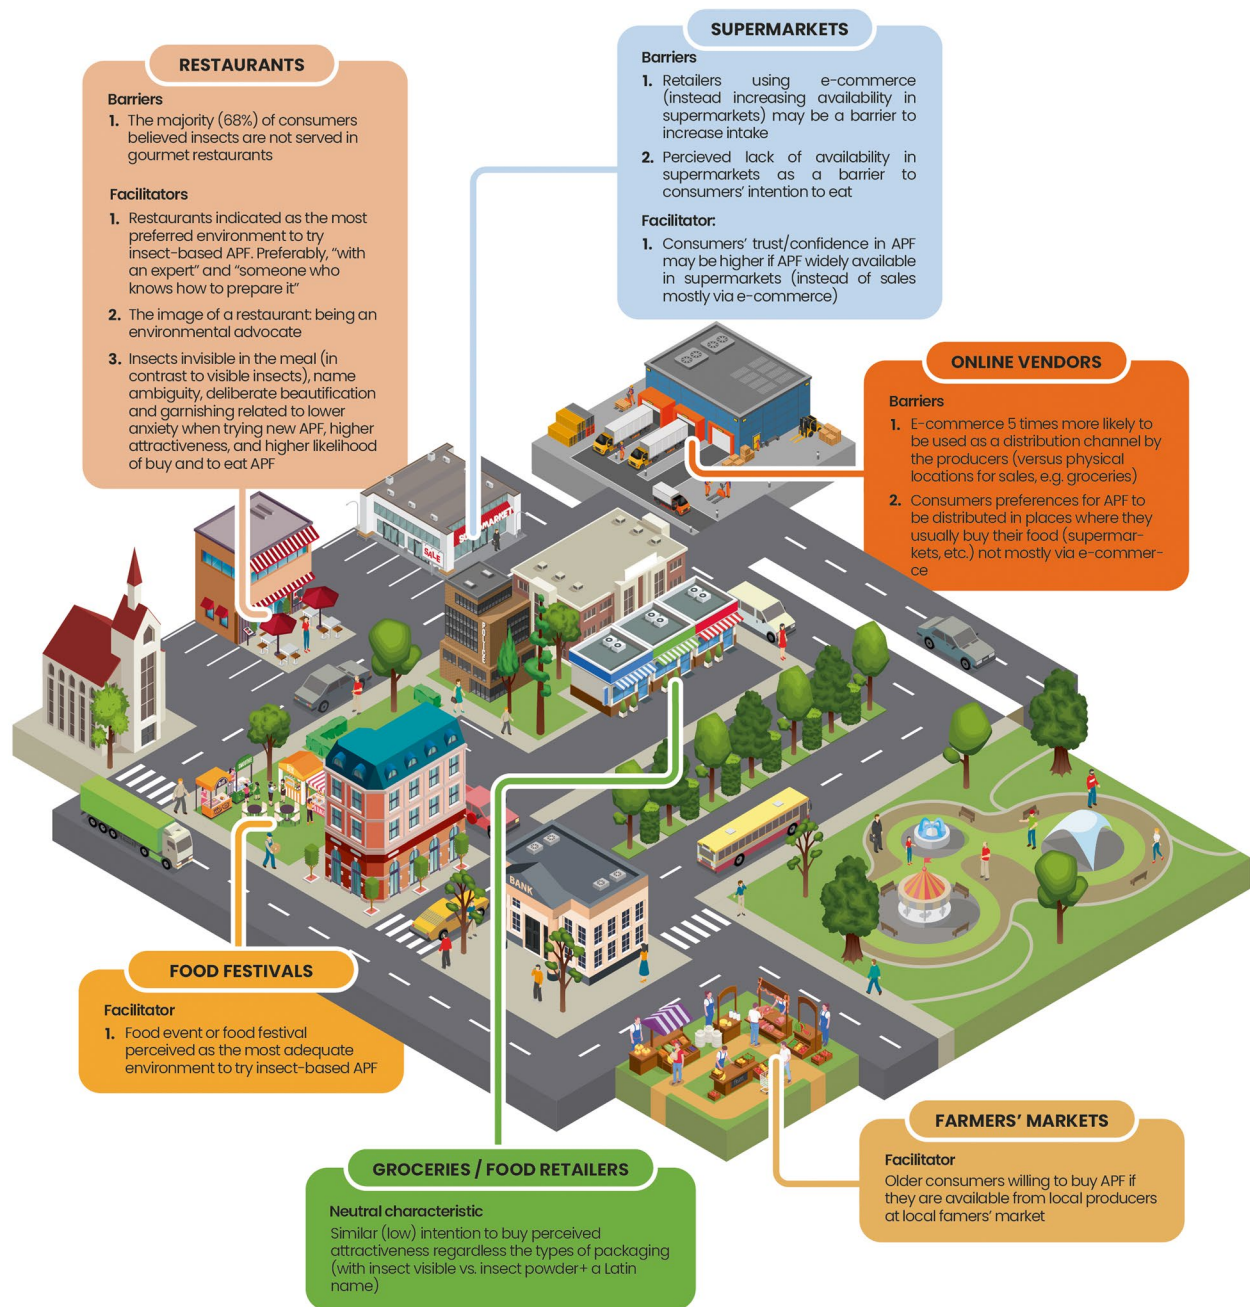 RESTAURANTS
Barriers
1. The majority (68%) of consumers
believed insects are not served in
gourmet restaurants
Facilitators
1. Restaurants indicated as the most
preferred environment to try
insect-based APF. Preferably, “with
an expert” and “someone who
knows how to prepare it”
2. The image of a restaurant: being an
environmental advocate
3. Insects invisible in the meal (in
contrast to visible insects), name
ambiguity, deliberate beautification
and garnishing related to lower
anxiety when trying new APF, higher
attractiveness, and higher likelihood
of buy and to eat APF
SUPERMARKETS
Barriers
1. Retailers using e-commerce
(instead increasing availability in
supermarkets) may be a barrier to
increase intake
2. Percieved lack of availability in
supermarkets as a barrier to
consumers’ intention to eat
Facilitator:
1. Consumers’ trust/confidence in APF
may be higher if APF widely available
in supermarkets (instead of sales
mostly via e-commerce)
ONLINE VENDORS
Barriers
1. E-commerce 5 times more likely to
be used as a distribution channel by
the producers (versus physical
locations for sales, e.g. groceries)
2. Consumers preferences for APF to
be distributed in places where they
usually buy their food (supermar-
kets, etc.) not mostly via e-commer-
ce
SALE
POLICE
BANK
FOOD FESTIVALS
Facilitator
1. Food event or food festival
perceived as the most adequate
environment to try insect-based APF
GROCERIES / FOOD RETAILERS
Neutral characteristic
Similar (low) intention to buy perceived
attractiveness regardless the types of packaging
(with insect visible vs. insect powder+ a Latin
name)
FARMERS’ MARKETS
Facilitator
Older consumers willing to buy APF if
they are available from local producers
at local famers’ market